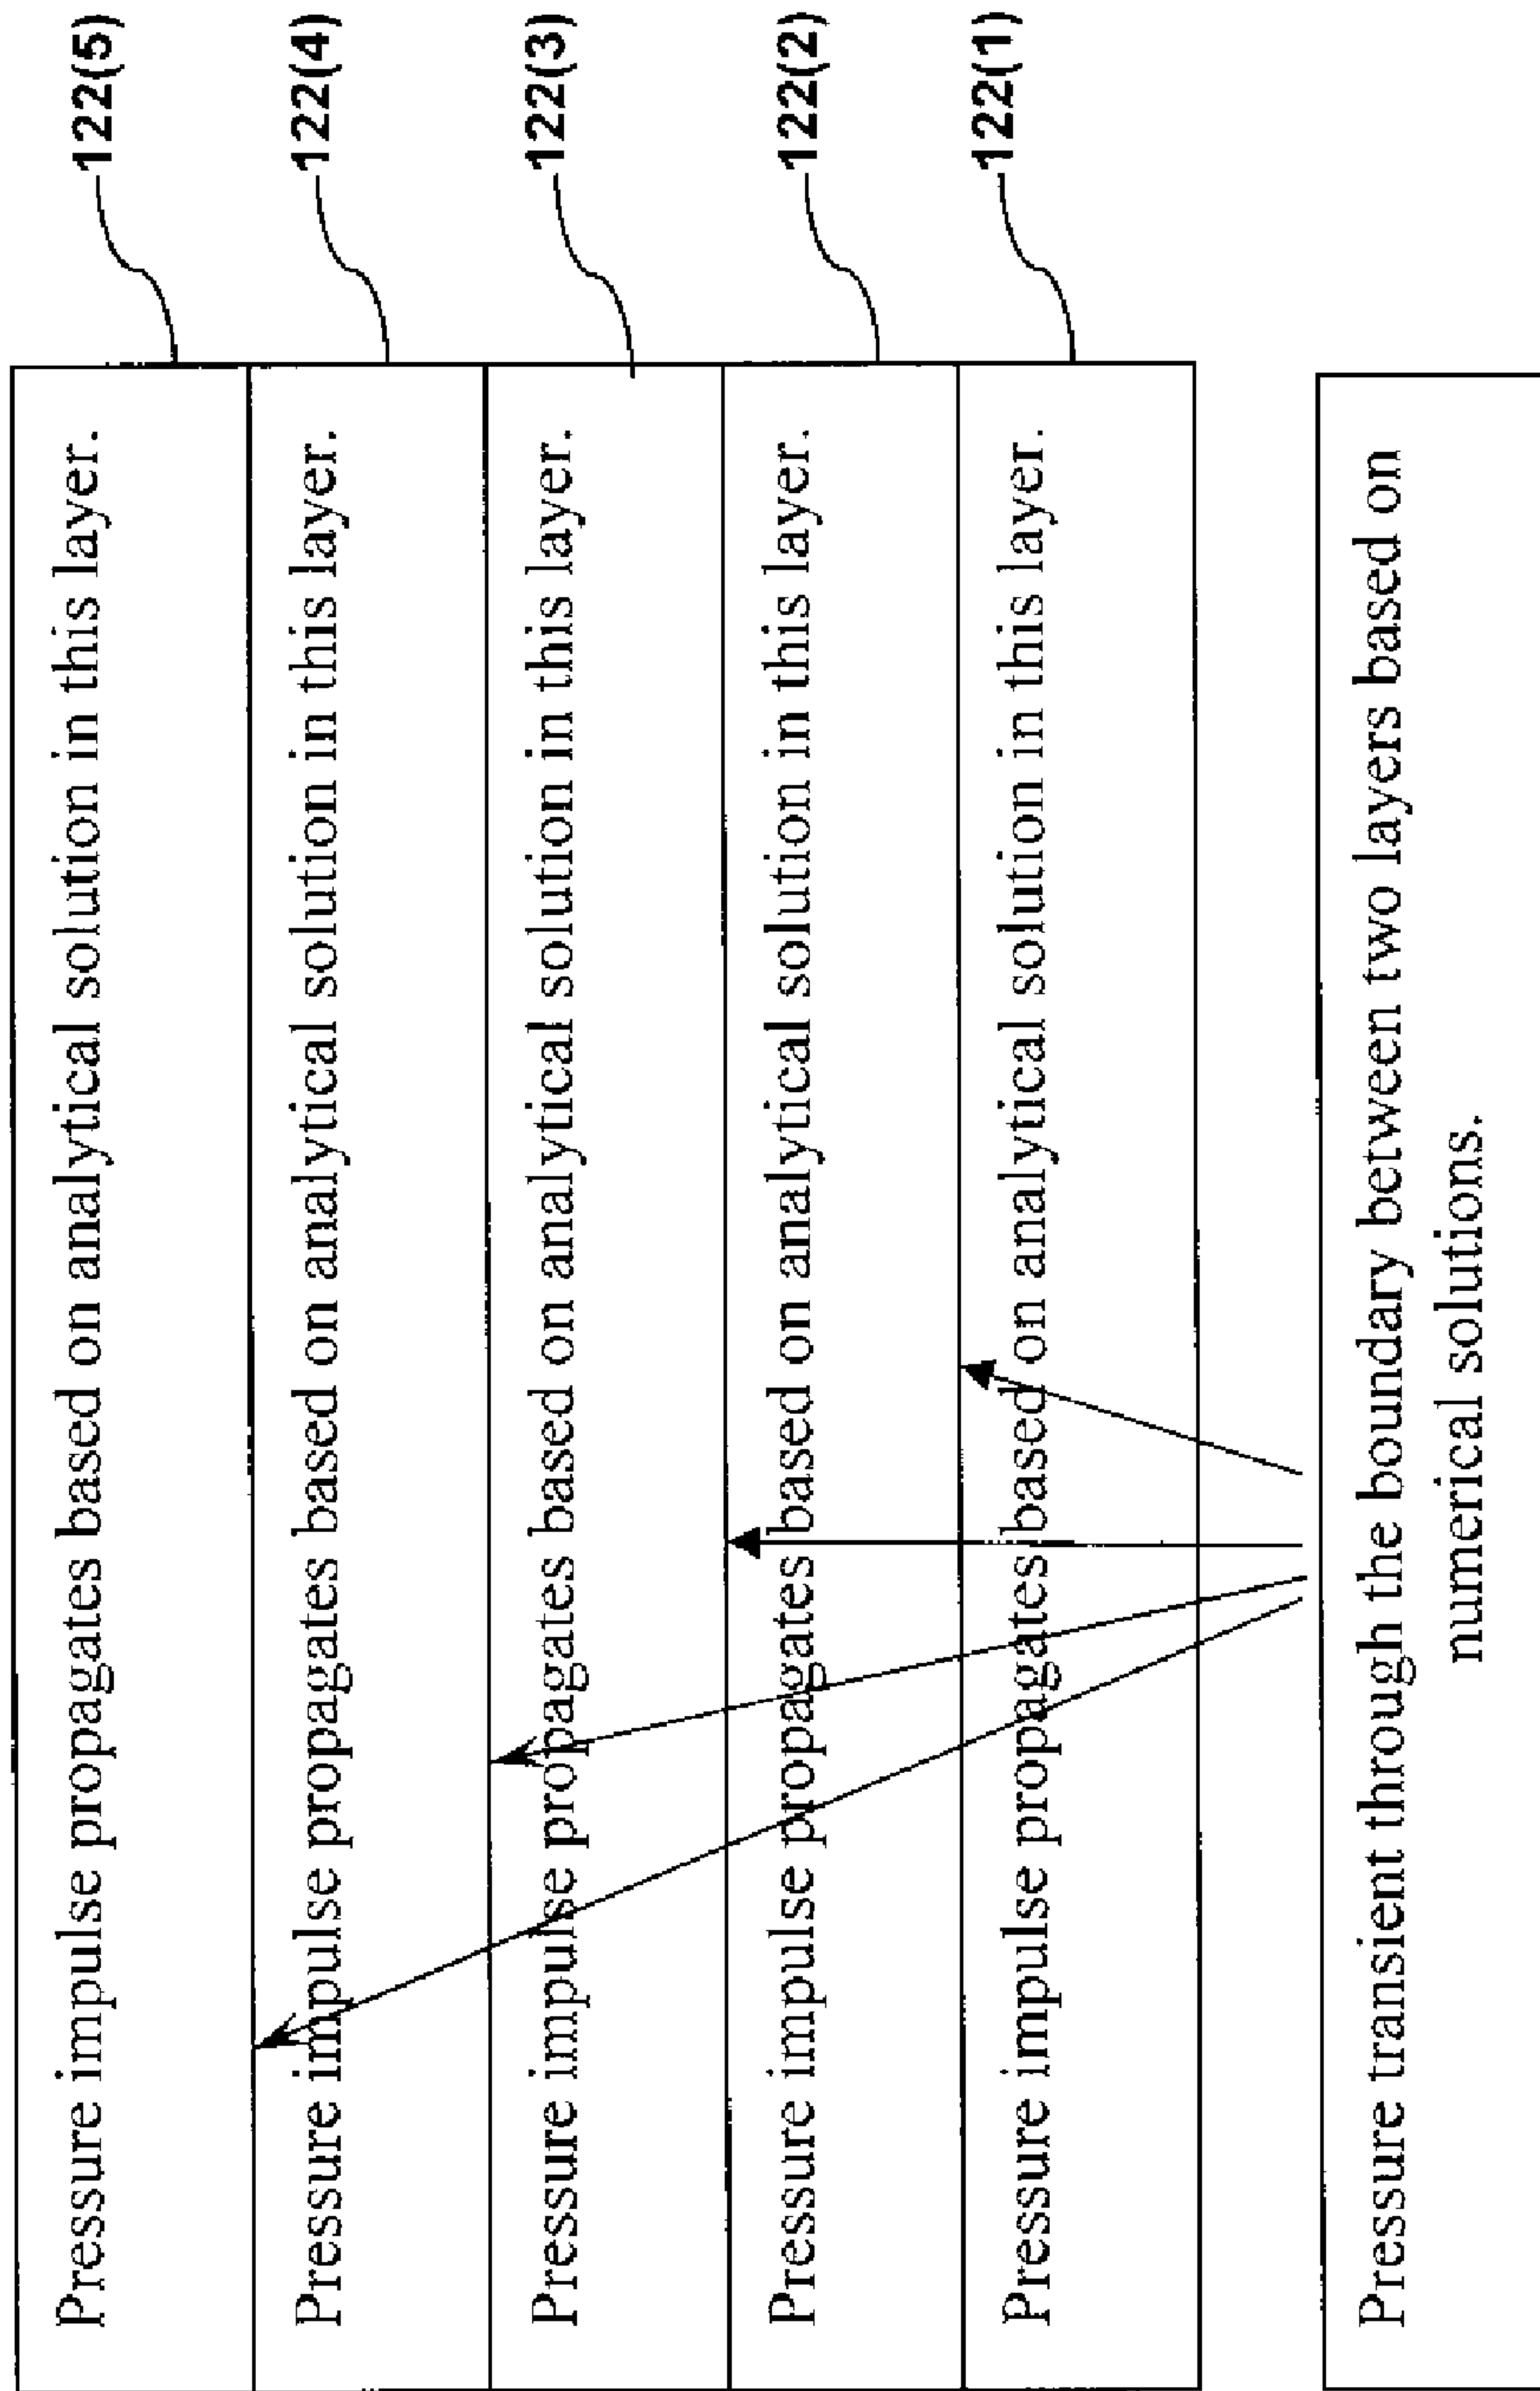 Pressure impulse propagates based on analytical solution in this layer.
122(5)
Pressure impulse propagates based on analytical solution in this layer.
122(4)
Pressure impulse propagates based on analytical solution in this layer.
122(3)
Pressure impulse propagates based on analytical solution in this layer.
122(2)
Pressure impulse propagates based on analytical solution in this layer.
122(1)
Pressure transient through the boundary between two layers based on
numerical solutions.